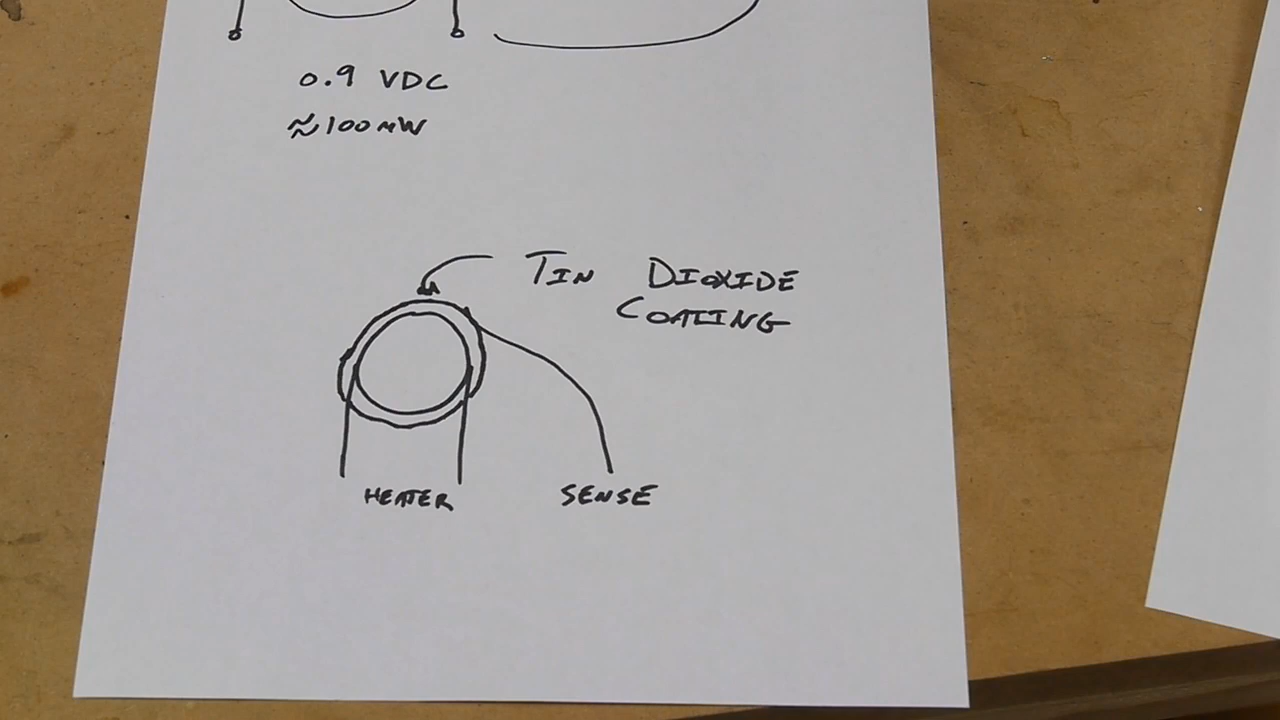 0.9 VDC
≈100mW
TIN DIOXIDE
COATING
HEATER
SENSE